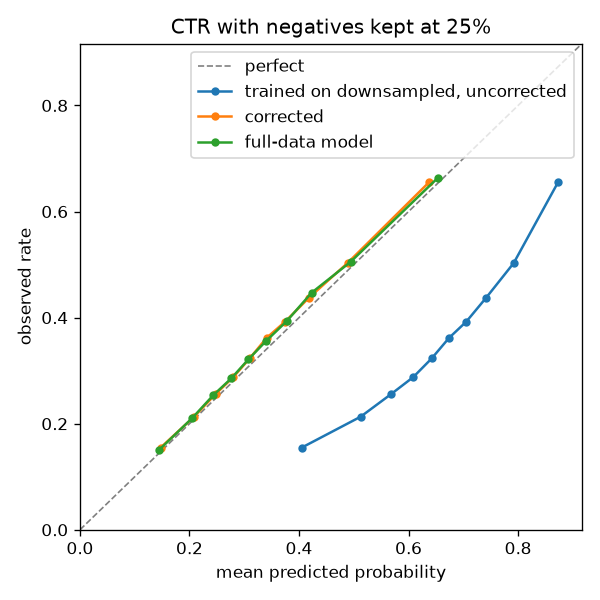 CTR with negatives kept at 25%
perfect
trained on downsampled, uncorrected
corrected
full-data model
observed rate
0.8
0.6
0.4
0.2
0.0
0.0 0.2 0.4 0.6 0.8
mean predicted probability